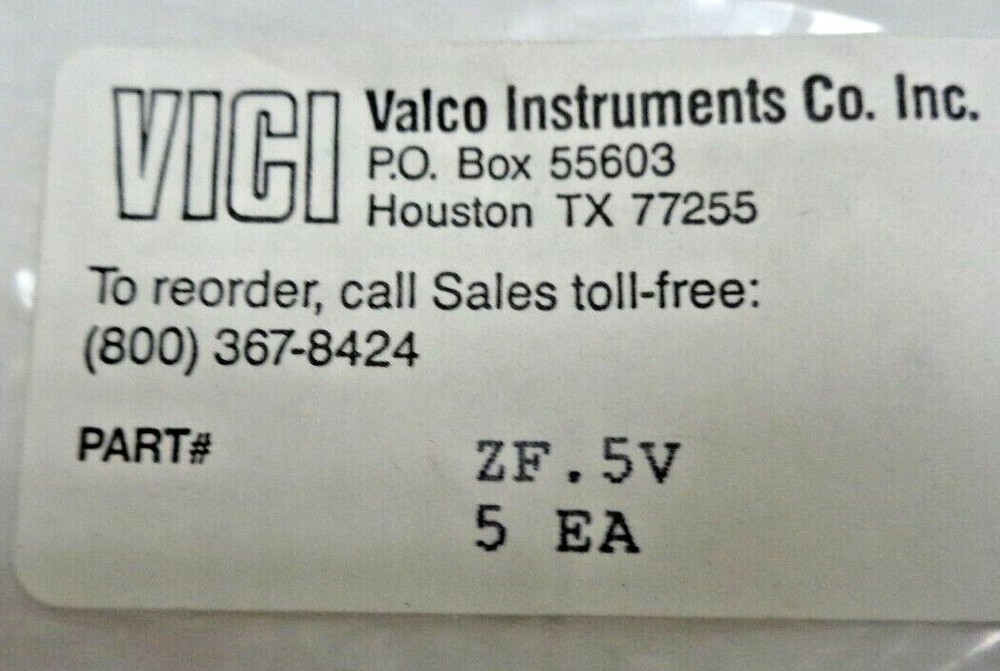 VICI Valco Instruments Co. Inc.
P.O. Box 55603
Houston TX 77255
To reorder, call Sales toll-free:
(800) 367-8424
PART# ZF.5V
5 EA